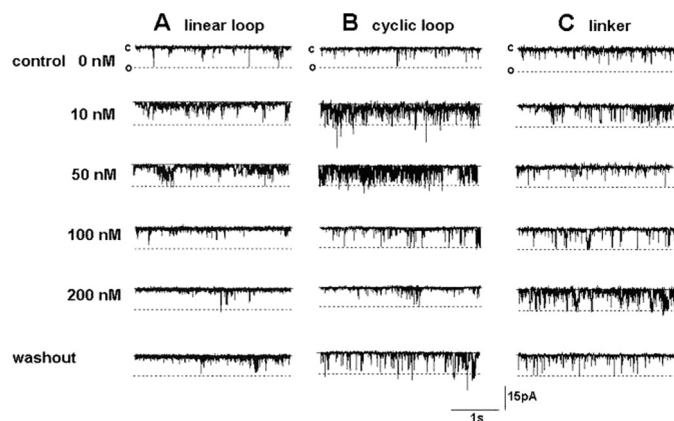 A linear loop B cyclic loop C linker
control 0 nM c o c o c o
10 nM
50 nM
100 nM
200 nM
washout
15pA
1s